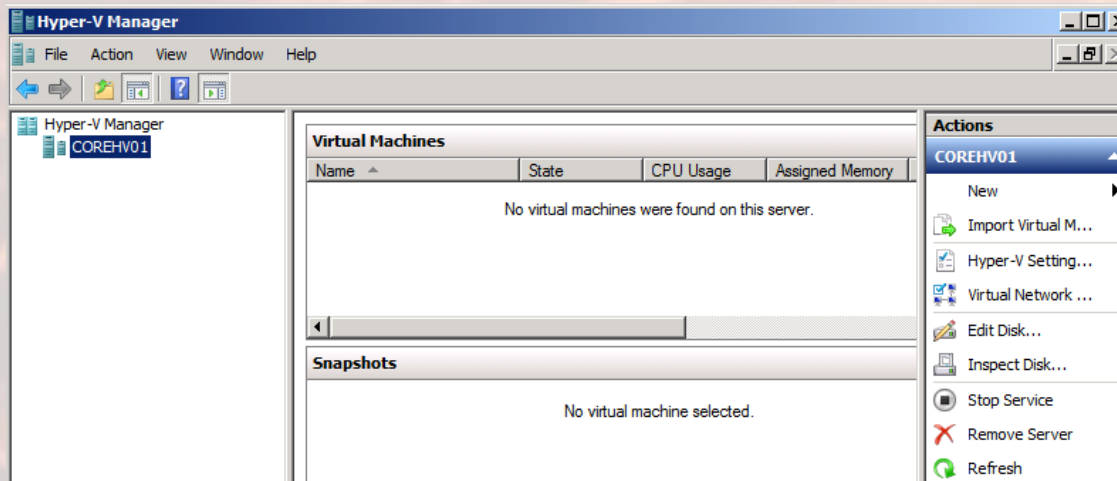 Hyper-V Manager
File Action View Window Help
Hyper-V Manager
COREHV01
Virtual Machines
Name State CPU Usage Assigned Memory
No virtual machines were found on this server.
Snapshots
No virtual machine selected.
Actions
COREHV01
New
Import Virtual M...
Hyper-V Setting...
Virtual Network ...
Edit Disk...
Inspect Disk...
Stop Service
Remove Server
Refresh